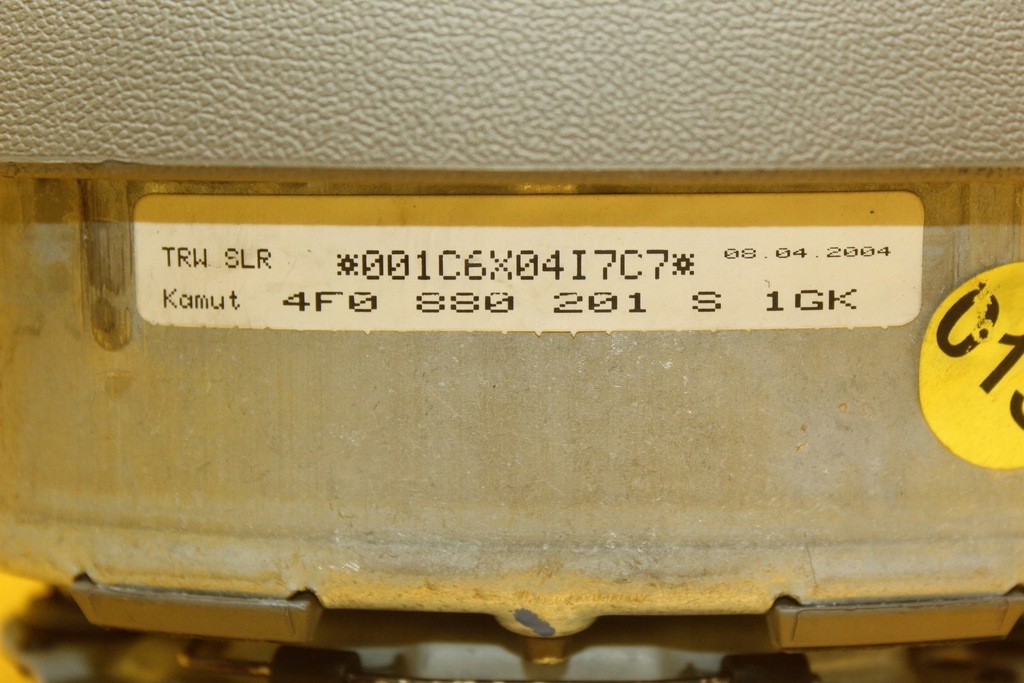 TRW SLR *001C6X04I7C7* 08.04.2004
Kamut 4F0 880 201 S 1GK